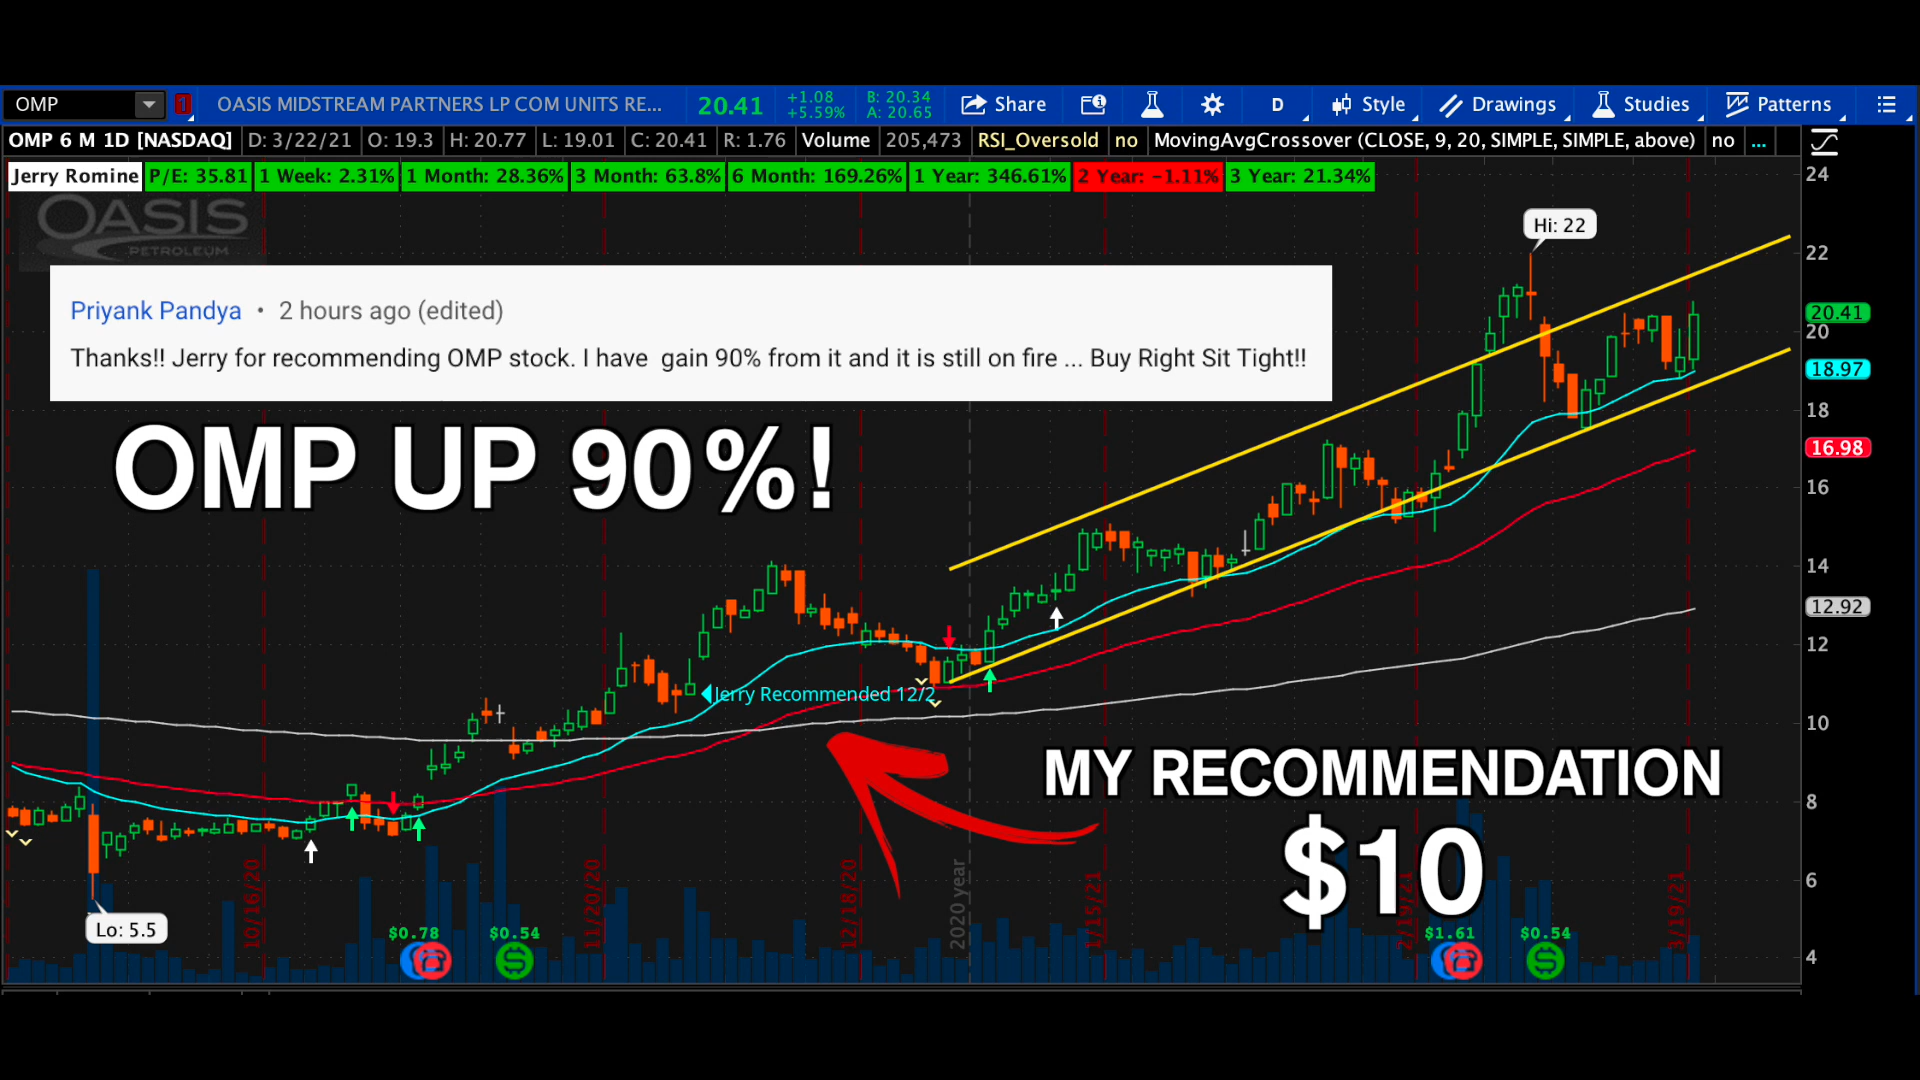 OMP
1
OASIS MIDSTREAM PARTNERS LP COM UNITS RE...
20.41
+1.08
+5.59%
B: 20.34
A: 20.65
Share
D
Style
Drawings
Studies
Patterns
OMP 6 M 1D [NASDAQ]
D: 3/22/21
O: 19.3
H: 20.77
L: 19.01
C: 20.41
R: 1.76
Volume
205,473
RSI_Oversold
no
MovingAvgCrossover (CLOSE, 9, 20, SIMPLE, SIMPLE, above)
no
...
Jerry Romine
P/E: 35.81
1 Week: 2.31%
1 Month: 28.36%
3 Month: 63.8%
6 Month: 169.26%
1 Year: 346.61%
2 Year: -1.11%
3 Year: 21.34%
24
OASIS
PETROLEUM
Hi: 22
22
Priyank Pandya • 2 hours ago (edited)
Thanks!! Jerry for recommending OMP stock. I have  gain 90% from it and it is still on fire ... Buy Right Sit Tight!!
20.41
20
18.97
18
OMP UP 90%!
16.98
16
14
12.92
12
Jerry Recommended 12/2
10
MY RECOMMENDATION
$10
8
6
Lo: 5.5
10/16/20
11/20/20
12/18/20
2020 year
1/15/21
2/19/21
3/19/21
$0.78
$0.54
$1.61
$0.54
4